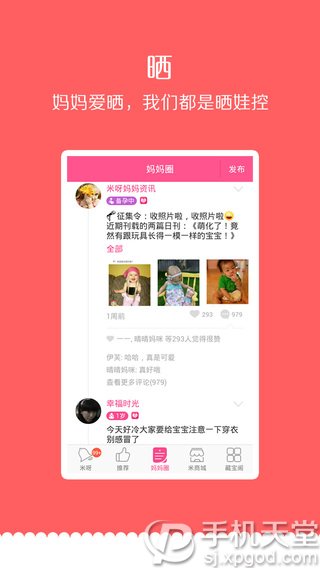 晒
妈妈爱晒，我们都是晒娃控
妈妈圈
发布
米呀妈妈资讯
备孕中
征集令：收照片啦，收照片啦
近期刊载的两篇日刊：《萌化了！竟
然有跟玩具长得一模一样的宝宝！》
全部
1周前
293
979
一一, 晴晴妈咪 等293人觉得很赞
伊芙: 哈哈，真是可爱
晴晴妈咪: 真好哦
查看更多评论(979)
幸福时光
1岁
今天好冷大家要给宝宝注意一下穿衣
别感冒了
99+
米呀
推荐
妈妈圈
米商城
藏宝阁
手机天堂
sj.xpgod.com